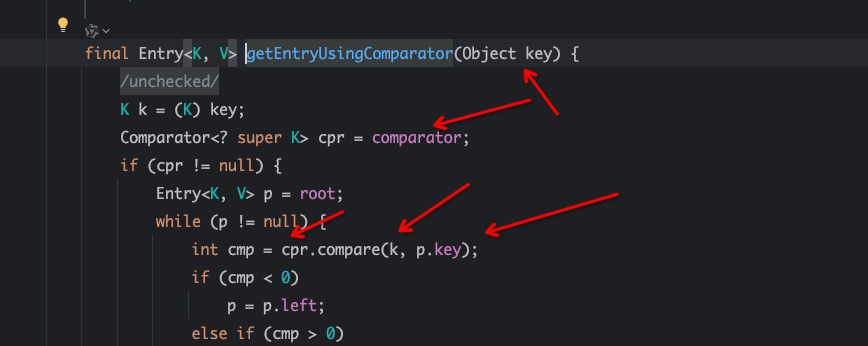 final Entry<K, V> getEntryUsingComparator(Object key) {
/unchecked/
K k = (K) key;
Comparator<? super K> cpr = comparator;
if (cpr != null) {
Entry<K, V> p = root;
while (p != null) {
int cmp = cpr.compare(k, p.key);
if (cmp < 0)
p = p.left;
else if (cmp > 0)